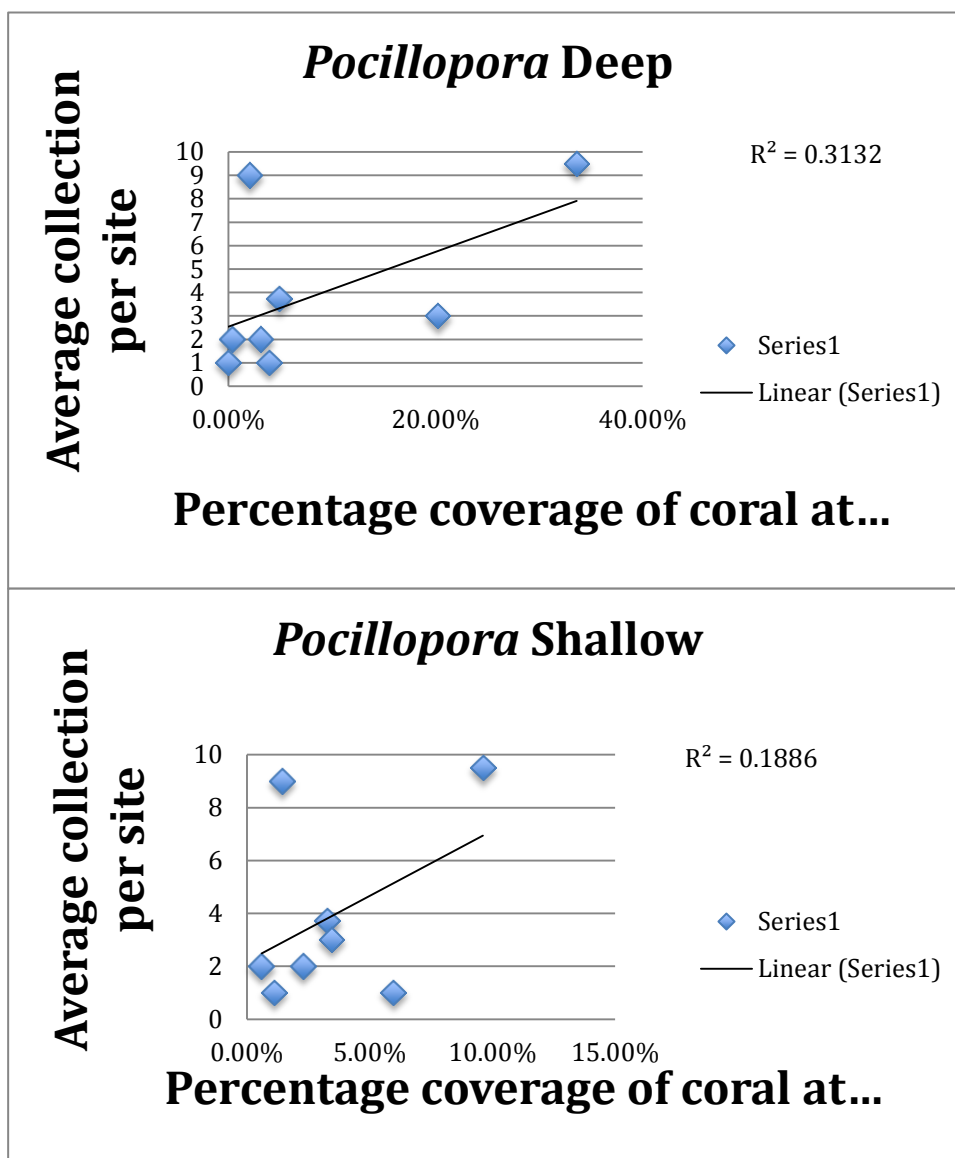 Pocillopora Deep
Average collection
per site
10
9
8
7
6
5
4
3
2
1
0
0.00%
20.00%
40.00%
R² = 0.3132
Series1
Linear (Series1)
Percentage coverage of coral at...
Pocillopora Shallow
Average collection
per site
10
8
6
4
2
0
0.00%
5.00%
10.00%
15.00%
R² = 0.1886
Series1
Linear (Series1)
Percentage coverage of coral at...